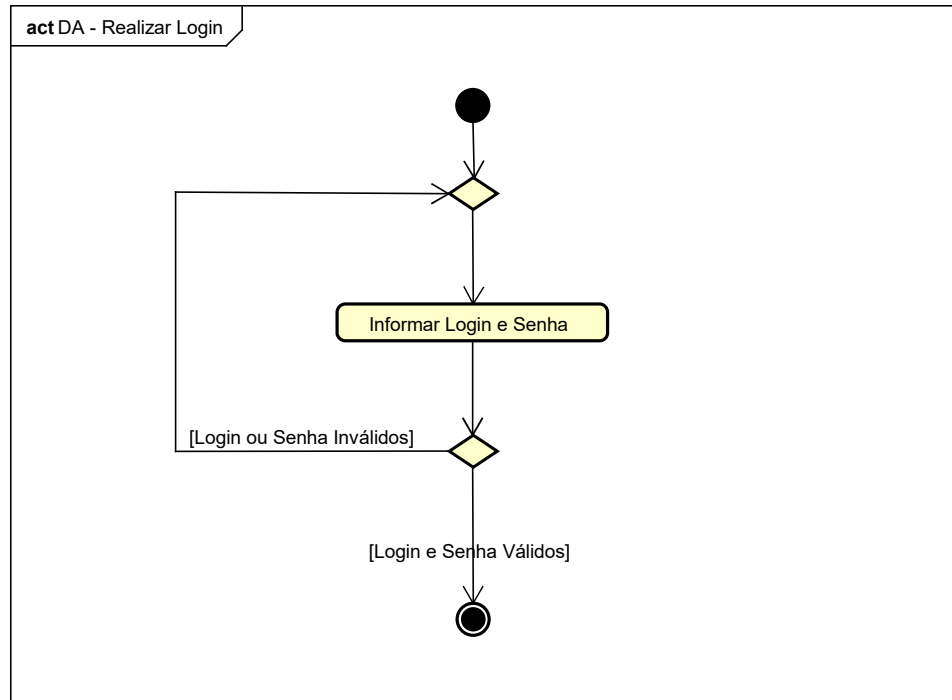 act DA - Realizar Login
Informar Login e Senha
[Login ou Senha Inválidos]
[Login e Senha Válidos]